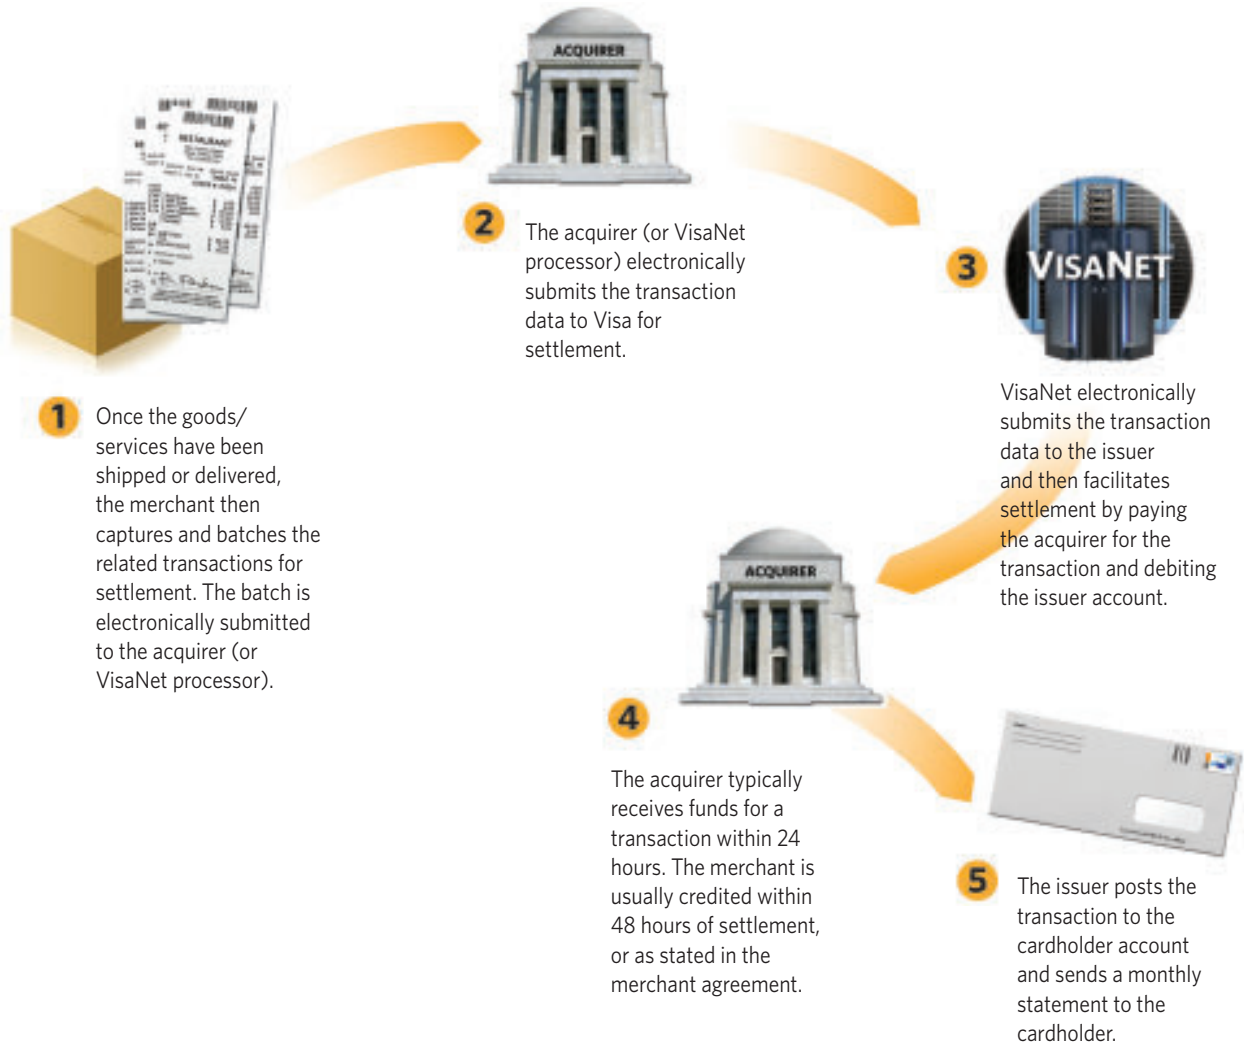 ACQUIRER
RESTAURANT
2
The acquirer (or VisaNet
processor) electronically
submits the transaction
data to Visa for
settlement.
3
VISANET
VisaNet electronically
submits the transaction
data to the issuer
and then facilitates
settlement by paying
the acquirer for the
transaction and debiting
the issuer account.
1
Once the goods/
services have been
shipped or delivered,
the merchant then
captures and batches the
related transactions for
settlement. The batch is
electronically submitted
to the acquirer (or
VisaNet processor).
ACQUIRER
4
The acquirer typically
receives funds for a
transaction within 24
hours. The merchant is
usually credited within
48 hours of settlement,
or as stated in the
merchant agreement.
5
The issuer posts the
transaction to the
cardholder account
and sends a monthly
statement to the
cardholder.